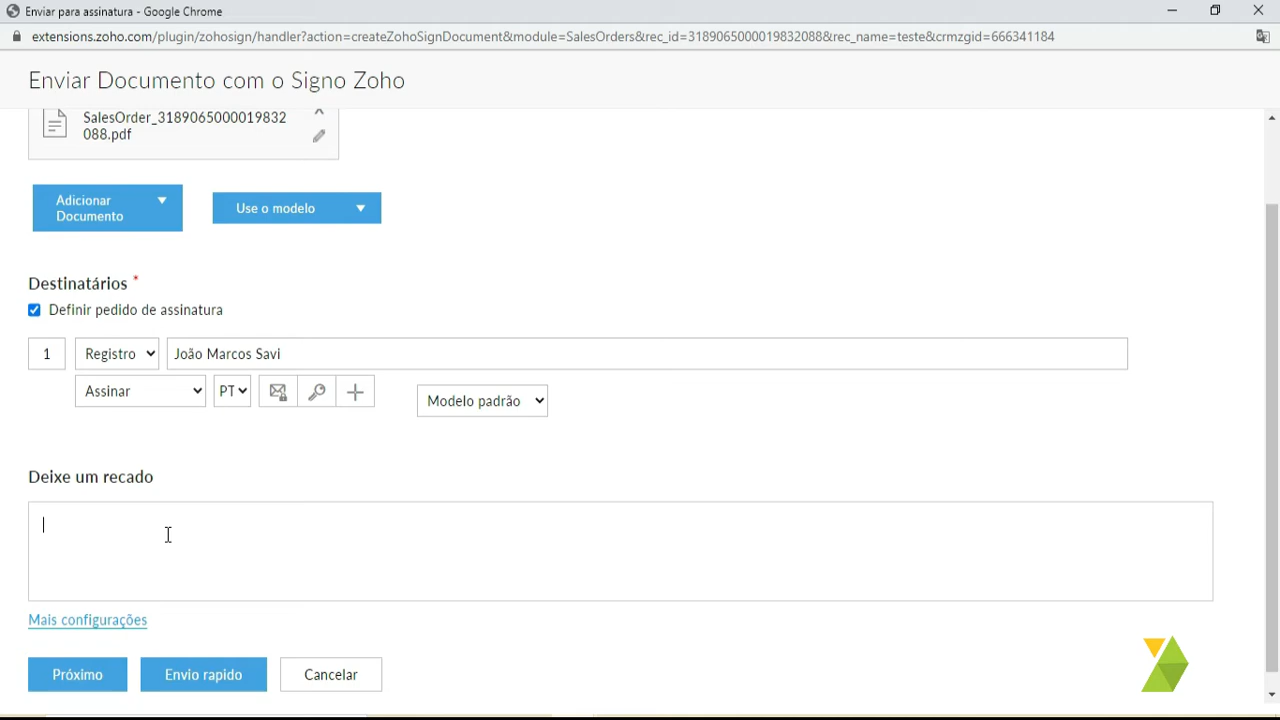 Enviar para assinatura - Google Chrome
extensions.zoho.com/plugin/zohosign/handler?action=createZohoSignDocument&module=SalesOrders&rec_id=3189065000019832088&rec_name=teste&crmzgid=666341184
Enviar Documento com o Signo Zoho
SalesOrder_3189065000019832
088.pdf
Adicionar
Documento
Use o modelo
Destinatários *
Definir pedido de assinatura
1 Registro João Marcos Savi
Assinar PT Modelo padrão
Deixe um recado
Mais configurações
Próximo Envio rapido Cancelar